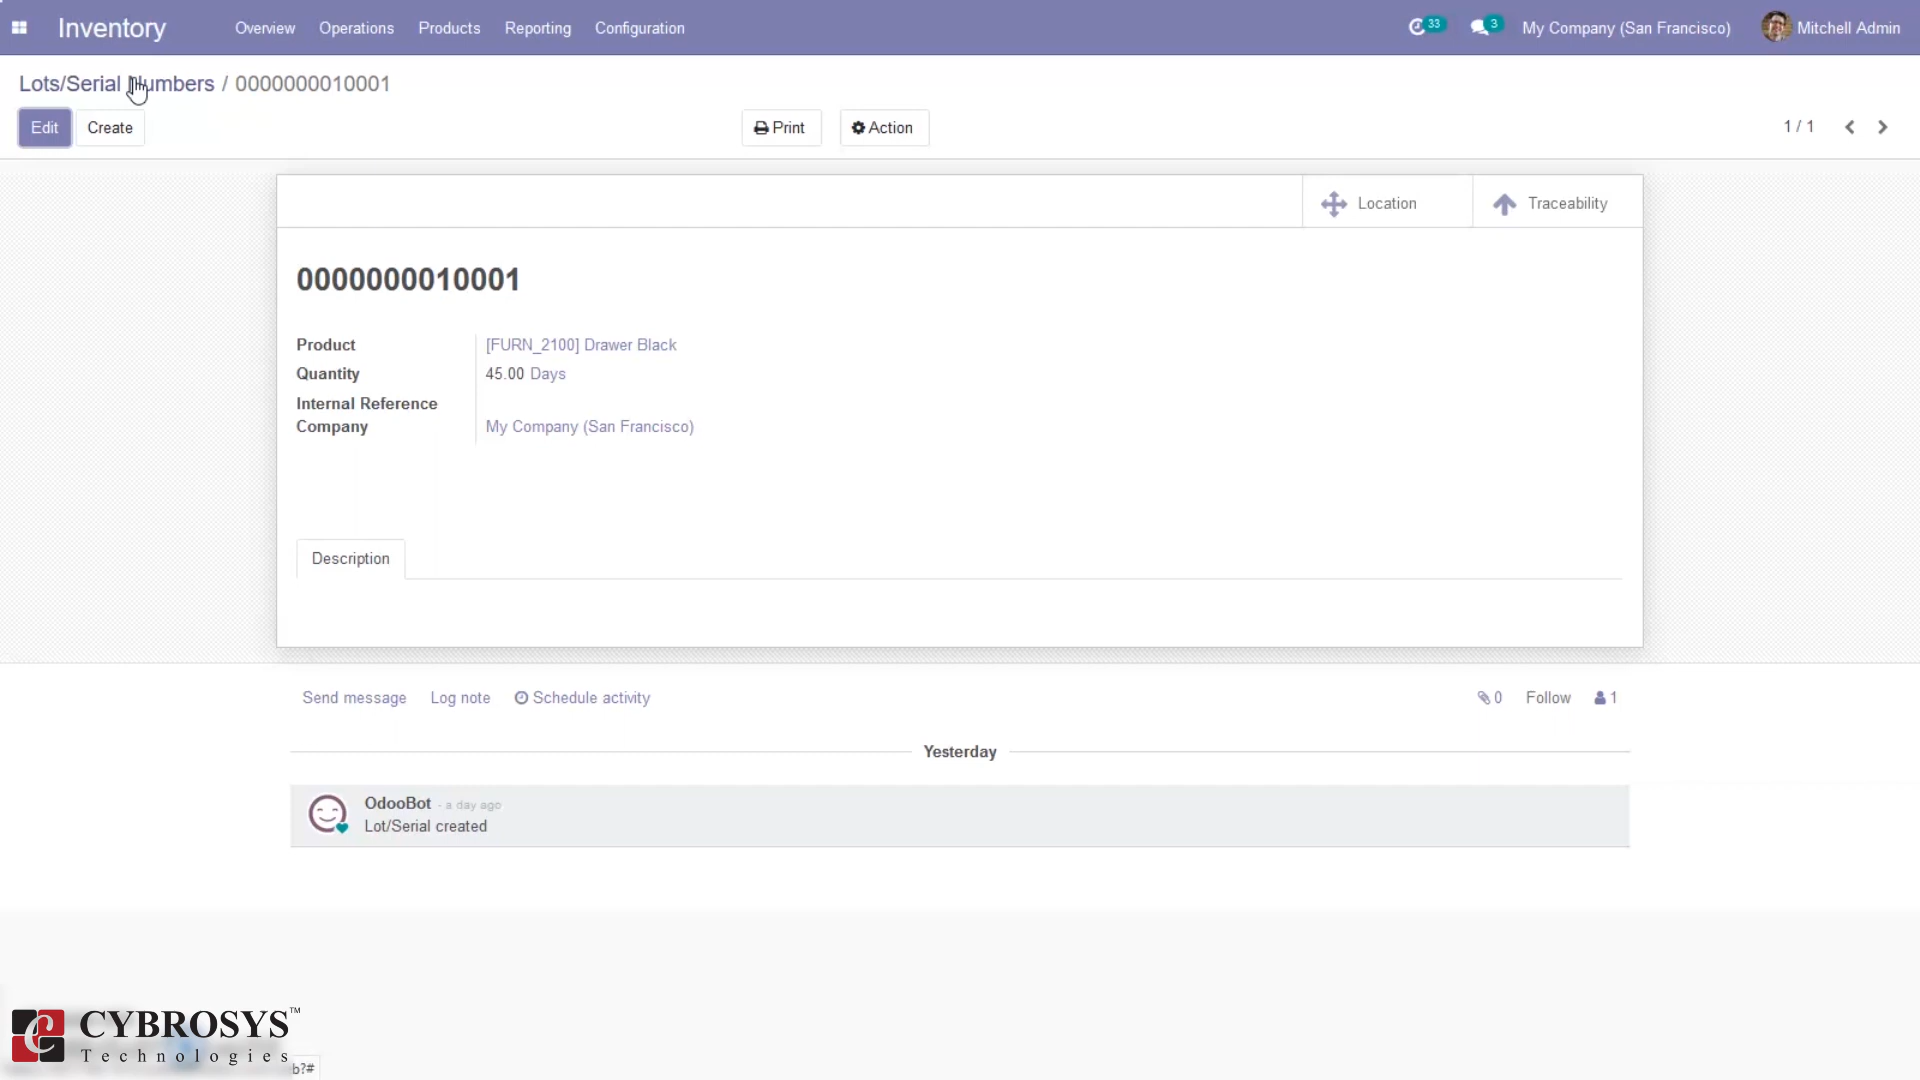 Inventory Overview Operations Products Reporting Configuration 33 3 My Company (San Francisco) Mitchell Admin
Lots/Serial Numbers / 0000000010001
Edit Create Print Action 1 / 1
Location Traceability
0000000010001
Product [FURN_2100] Drawer Black
Quantity 45.00 Days
Internal Reference
Company My Company (San Francisco)
Description
Send message Log note Schedule activity 0 Follow 1
Yesterday
OdooBot - a day ago
Lot/Serial created
CYBROSYS™
Technologies
b?#